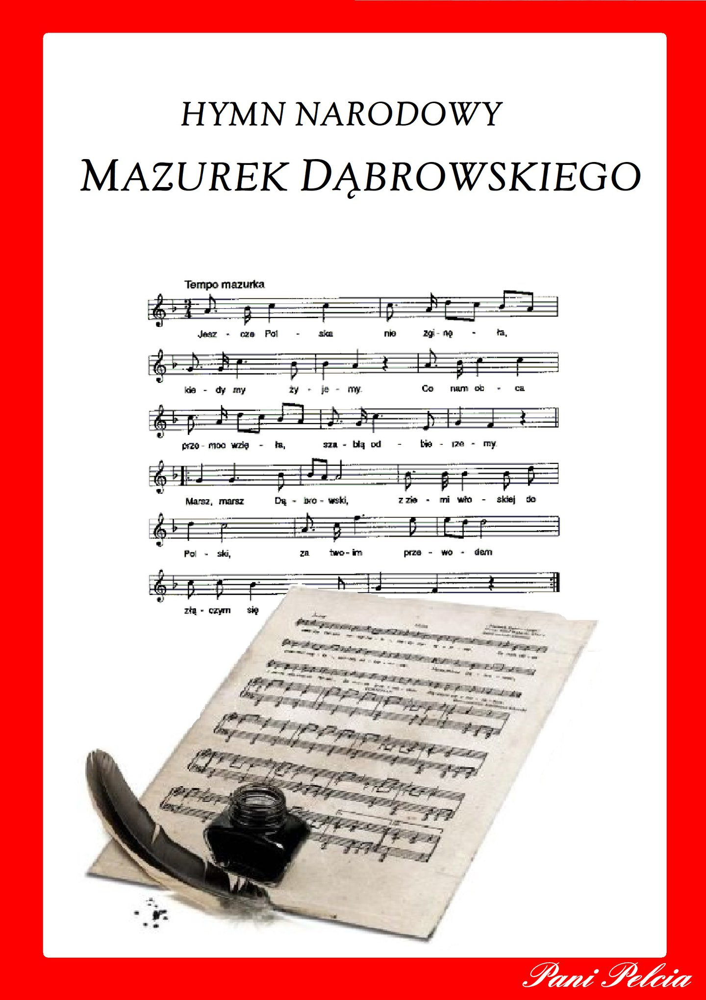 HYMN NARODOWY
MAZUREK DĄBROWSKIEGO
Tempo mazurka
3
4
Jesz - cze Pol - ska nie zgi - nę - ła,
kie - dy my ży - je - my. Co nam ob - ca
prze - moc wzię - ła, sza - blą od - bie - rze - my.
Marsz, marsz Dą - bro - wski, z zie - mi wło - skiej do
Pol - ski, za two - im prze - wo - dem
złą - czym się
Pani Pelcia